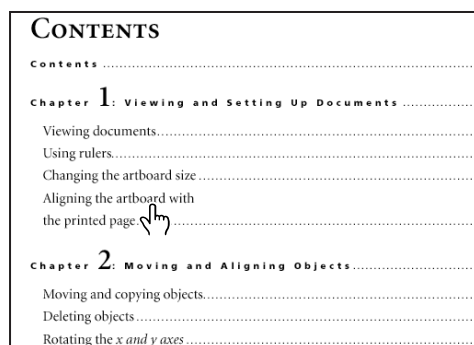 CONTENTS
Contents ........................................................
Chapter 1: Viewing and Setting Up Documents ................
Viewing documents................................................
Using rulers.....................................................
Changing the artboard size .......................................
Aligning the artboard with
the printed page..................................................
Chapter 2: Moving and Aligning Objects..........................
Moving and copying objects........................................
Deleting objects ..................................................
Rotating the x and y axes .........................................